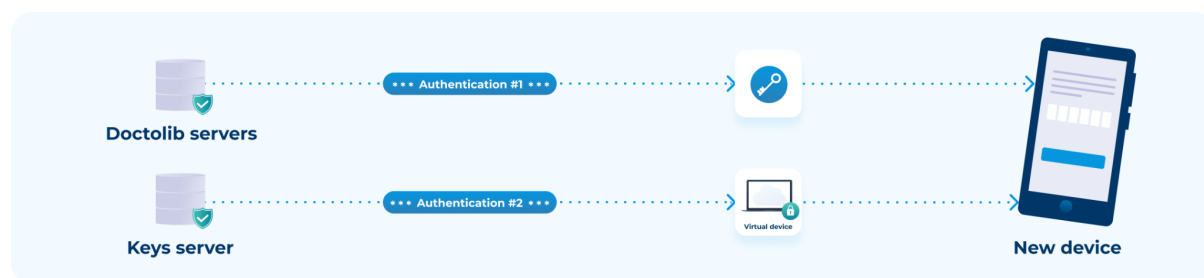 *** Authentication #1 ***
Doctolib servers
*** Authentication #2 ***
Virtual device
Keys server
New device